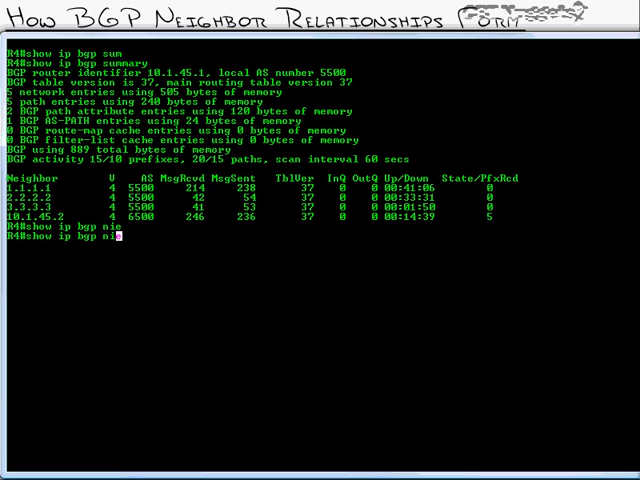 How BGP Neighbor Relationships Form
R4#show ip bgp sum
R4#show ip bgp summary
BGP router identifier 10.1.45.1, local AS number 5500
BGP table version is 37, main routing table version 37
5 network entries using 505 bytes of memory
5 path entries using 240 bytes of memory
2 BGP path attribute entries using 120 bytes of memory
1 BGP AS-PATH entries using 24 bytes of memory
0 BGP route-map cache entries using 0 bytes of memory
0 BGP filter-list cache entries using 0 bytes of memory
BGP using 889 total bytes of memory
BGP activity 15/10 prefixes, 20/15 paths, scan interval 60 secs
Neighbor V AS MsgRcvd MsgSent TblVer InQ OutQ Up/Down State/PfxRcd
1.1.1.1 4 5500 214 238 37 0 0 00:41:06 0
2.2.2.2 4 5500 42 54 37 0 0 00:33:31 0
3.3.3.3 4 5500 41 53 37 0 0 00:01:50 0
10.1.45.2 4 6500 246 236 37 0 0 00:14:39 5
R4#show ip bgp nie
R4#show ip bgp nie